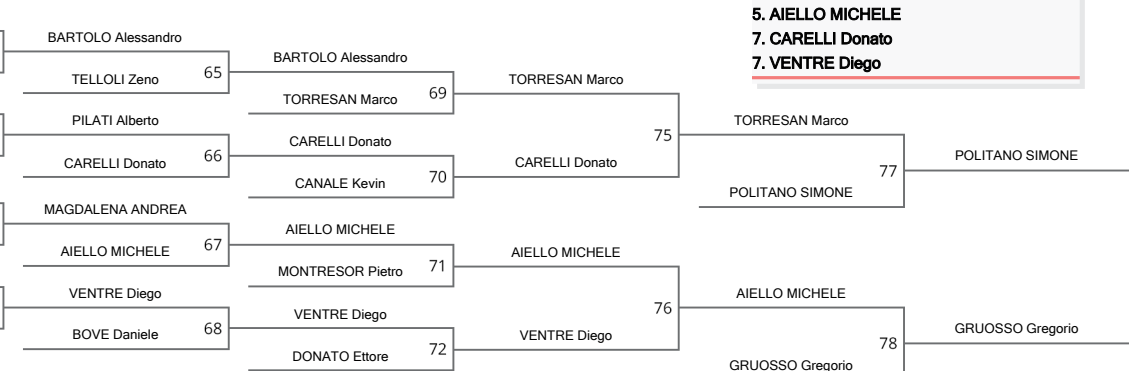 5. AIELLO MICHELE
7. CARELLI Donato
7. VENTRE Diego
BARTOLO Alessandro
TELLOLI Zeno
65
PILATI Alberto
CARELLI Donato
66
MAGDALENA ANDREA
AIELLO MICHELE
67
VENTRE Diego
BOVE Daniele
68
BARTOLO Alessandro
TORRESAN Marco
69
CARELLI Donato
CANALE Kevin
70
AIELLO MICHELE
MONTRESOR Pietro
71
VENTRE Diego
DONATO Ettore
72
TORRESAN Marco
CARELLI Donato
75
AIELLO MICHELE
VENTRE Diego
76
TORRESAN Marco
POLITANO SIMONE
77
AIELLO MICHELE
GRUOSSO Gregorio
78
POLITANO SIMONE
GRUOSSO Gregorio